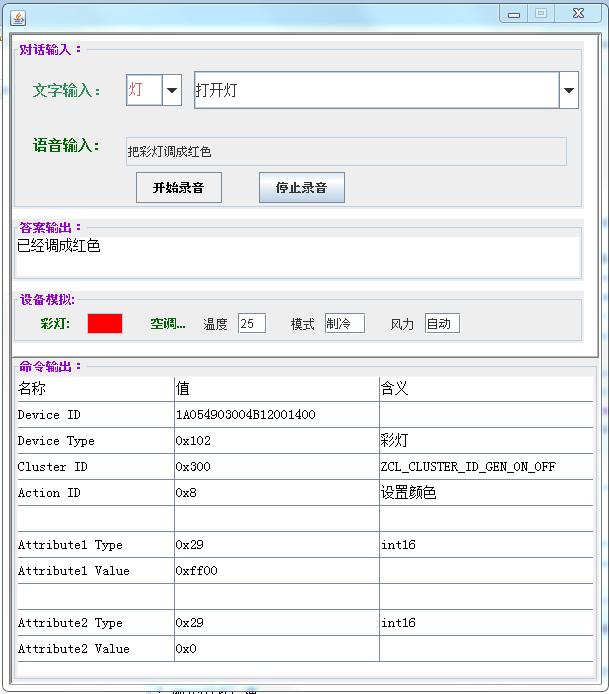 对话输入：
文字输入： 灯 打开灯
语音输入： 把彩灯调成红色
开始录音 停止录音
答案输出：
已经调成红色
设备模拟:
彩灯: 空调... 温度 25 模式 制冷 风力 自动
命令输出：
名称 值 含义
Device ID 1A054903004B12001400
Device Type 0x102 彩灯
Cluster ID 0x300 ZCL_CLUSTER_ID_GEN_ON_OFF
Action ID 0x8 设置颜色
Attribute1 Type 0x29 int16
Attribute1 Value 0xff00
Attribute2 Type 0x29 int16
Attribute2 Value 0x0